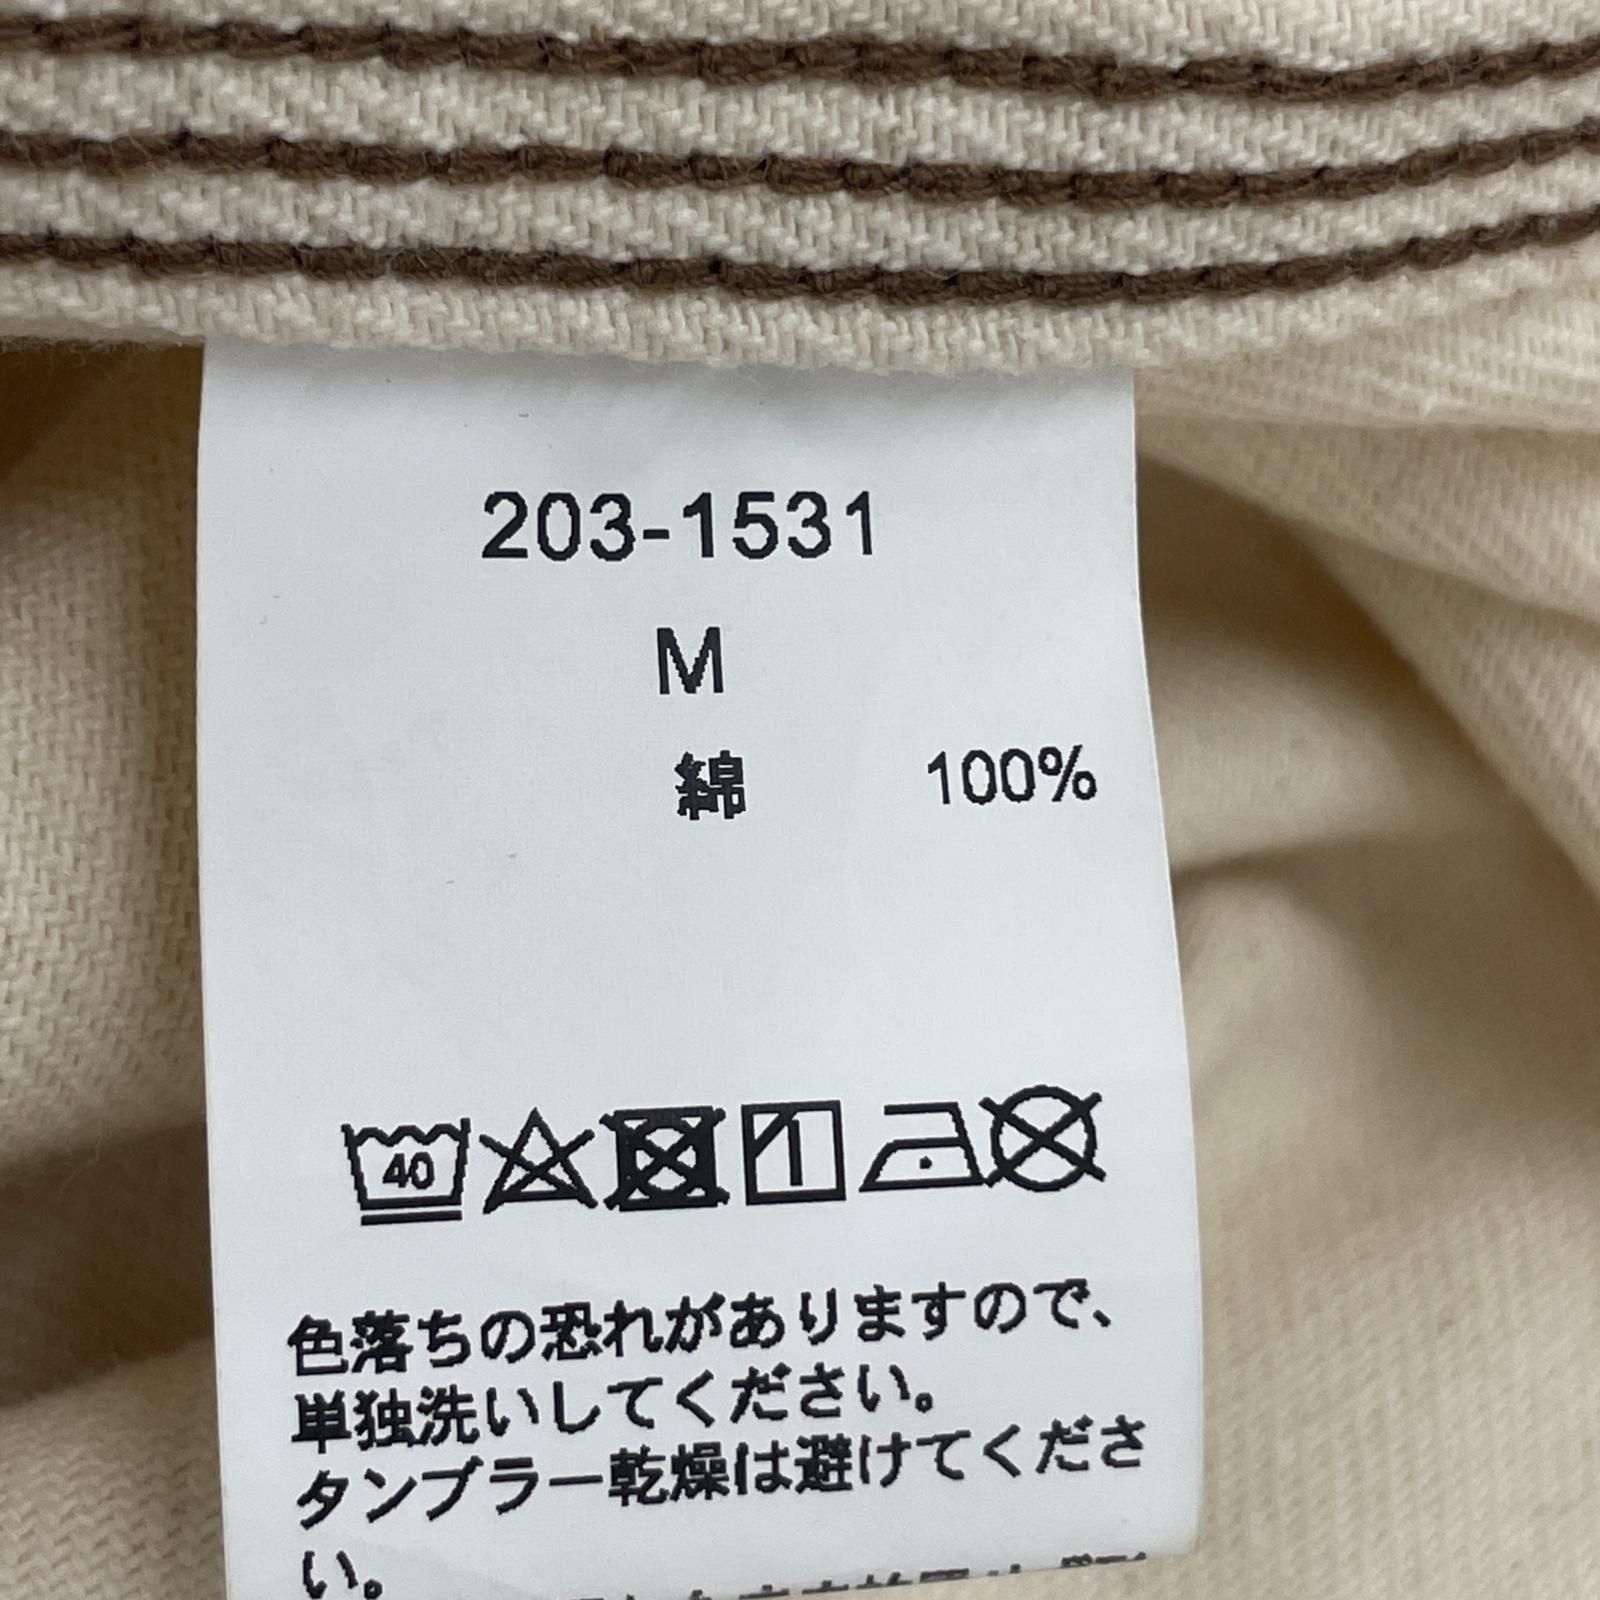 203-1531
M
綿 100%
40
色落ちの恐れがありますので、
単独洗いしてください。
タンブラー乾燥は避けてくださ
い。